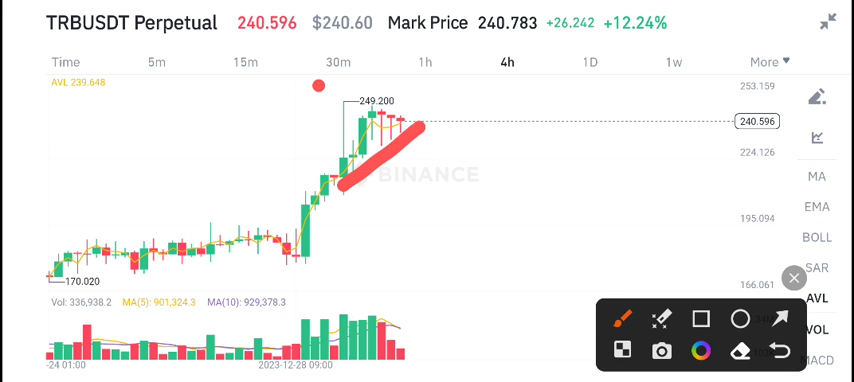 TRBUSDT Perpetual 240.596 $240.60 Mark Price 240.783 +26.242 +12.24%
Time 5m 15m 30m 1h 4h 1D 1w More
AVL 239.648
253.159
249.200
240.596
224.126
BINANCE
MA
195.094
EMA
BOLL
SAR
170.020
166.061
AVL
Vol: 336,938.2 MA(5): 901,324.3 MA(10): 929,378.3
VOL
MACD
-24 01:00 2023-12-28 09:00